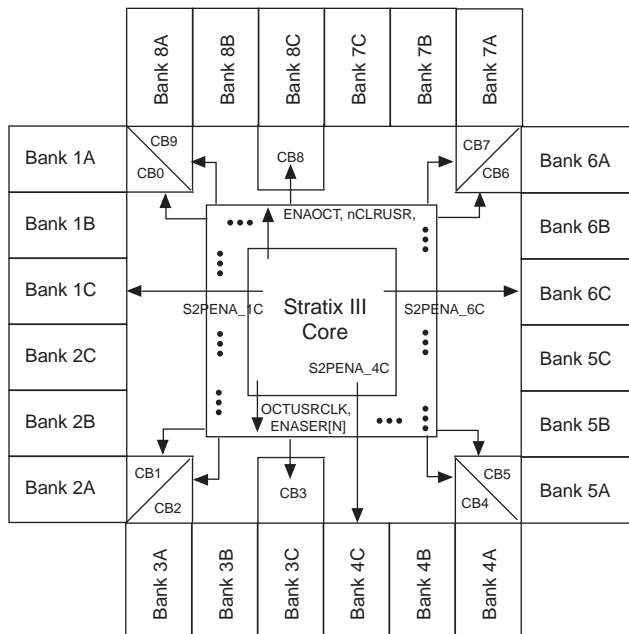 Bank 8A
Bank 8B
Bank 8C
Bank 7C
Bank 7B
Bank 7A
Bank 1A
CB9
CB0
CB8
CB7
CB6
Bank 6A
Bank 1B
ENAOCT, nCLRUSR,
Bank 6B
Bank 1C
S2PENA_1C
Stratix III
Core
S2PENA_6C
Bank 6C
Bank 2C
S2PENA_4C
Bank 5C
Bank 2B
OCTUSRCLK,
ENASER[N]
Bank 5B
Bank 2A
CB1
CB2
CB3
CB5
CB4
Bank 5A
Bank 3A
Bank 3B
Bank 3C
Bank 4C
Bank 4B
Bank 4A